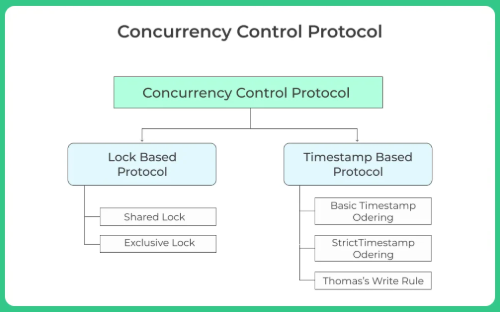 Concurrency Control Protocol
Concurrency Control Protocol
Lock Based
Protocol
Timestamp Based
Protocol
Shared Lock
Exclusive Lock
Basic Timestamp
Odering
StrictTimestamp
Odering
Thomas's Write Rule